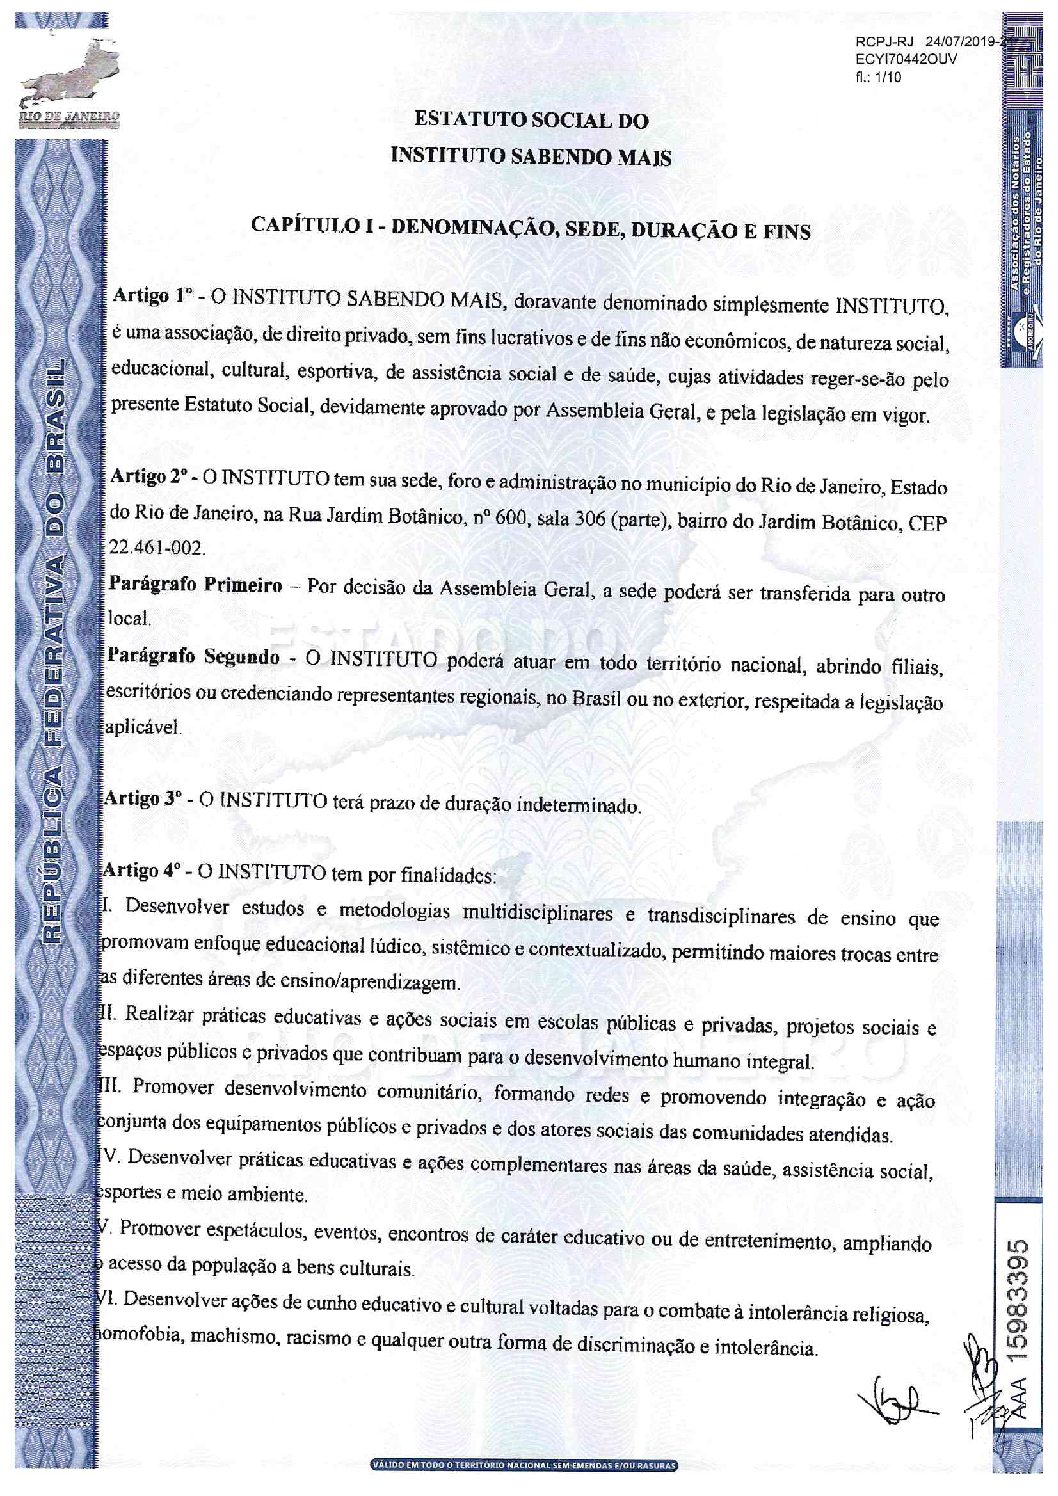 RCPJ-RJ 24/07/2019-
ECYI70442OUV
fl.: 1/10
RIO DE JANEIRO
ESTATUTO SOCIAL DO
INSTITUTO SABENDO MAIS
CAPÍTULO I - DENOMINAÇÃO, SEDE, DURAÇÃO E FINS
Artigo 1º - O INSTITUTO SABENDO MAIS, doravante denominado simplesmente INSTITUTO,
é uma associação, de direito privado, sem fins lucrativos e de fins não econômicos, de natureza social,
educacional, cultural, esportiva, de assistência social e de saúde, cujas atividades reger-se-ão pelo
presente Estatuto Social, devidamente aprovado por Assembleia Geral, e pela legislação em vigor.
Artigo 2º - O INSTITUTO tem sua sede, foro e administração no município do Rio de Janeiro, Estado
do Rio de Janeiro, na Rua Jardim Botânico, nº 600, sala 306 (parte), bairro do Jardim Botânico, CEP
22.461-002.
Parágrafo Primeiro – Por decisão da Assembleia Geral, a sede poderá ser transferida para outro
local.
Parágrafo Segundo - O INSTITUTO poderá atuar em todo território nacional, abrindo filiais,
escritórios ou credenciando representantes regionais, no Brasil ou no exterior, respeitada a legislação
aplicável.
Artigo 3º - O INSTITUTO terá prazo de duração indeterminado.
Artigo 4º - O INSTITUTO tem por finalidades:
I. Desenvolver estudos e metodologias multidisciplinares e transdisciplinares de ensino que
promovam enfoque educacional lúdico, sistêmico e contextualizado, permitindo maiores trocas entre
as diferentes áreas de ensino/aprendizagem.
II. Realizar práticas educativas e ações sociais em escolas públicas e privadas, projetos sociais e
espaços públicos e privados que contribuam para o desenvolvimento humano integral.
III. Promover desenvolvimento comunitário, formando redes e promovendo integração e ação
conjunta dos equipamentos públicos e privados e dos atores sociais das comunidades atendidas.
IV. Desenvolver práticas educativas e ações complementares nas áreas da saúde, assistência social,
esportes e meio ambiente.
V. Promover espetáculos, eventos, encontros de caráter educativo ou de entretenimento, ampliando
o acesso da população a bens culturais.
VI. Desenvolver ações de cunho educativo e cultural voltadas para o combate à intolerância religiosa,
homofobia, machismo, racismo e qualquer outra forma de discriminação e intolerância.
REPÚBLICA FEDERATIVA DO BRASIL
Associação dos Notários
e Registradores do Estado
do Rio de Janeiro
ESTADO DO
RIO DE JANEIRO
AAA 15983395
VÁLIDO EM TODO O TERRITÓRIO NACIONAL SEM EMENDAS E/OU RASURAS